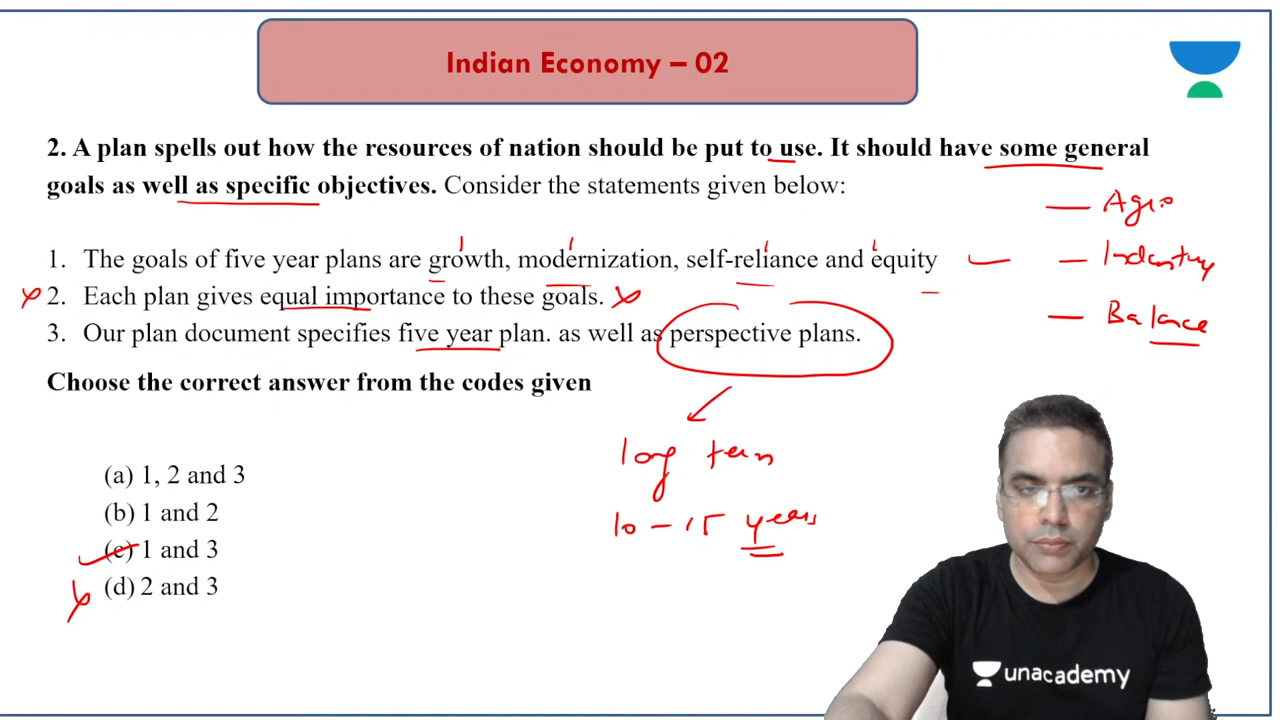 Indian Economy – 02
2. A plan spells out how the resources of nation should be put to use. It should have some general
goals as well as specific objectives. Consider the statements given below:
— Agro
1. The goals of five year plans are growth, modernization, self-reliance and equity
— Industry
2. Each plan gives equal importance to these goals.
— Balance
3. Our plan document specifies five year plan. as well as perspective plans.
Choose the correct answer from the codes given
long term
(a) 1, 2 and 3
(b) 1 and 2
10 – 15 years
(c) 1 and 3
(d) 2 and 3
unacademy